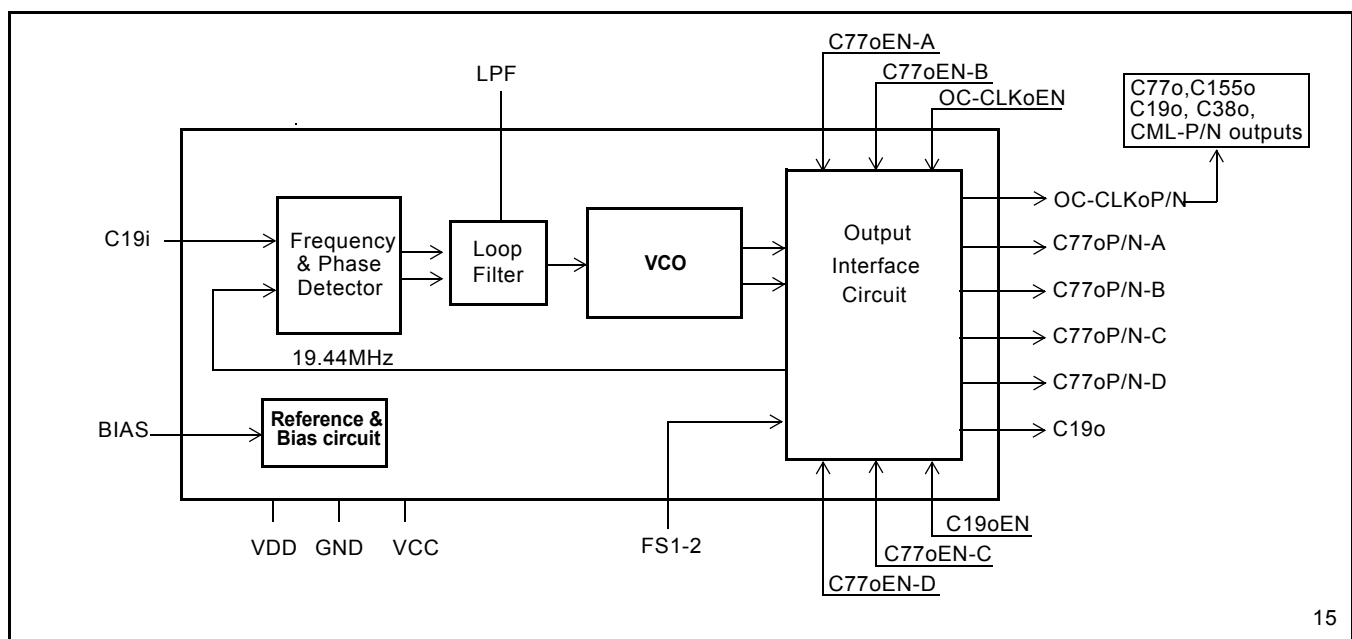 C77oEN-A
C77oEN-B
OC-CLKoEN
LPF
C77o,C155o
C19o, C38o,
CML-P/N outputs
OC-CLKoP/N
C19i
Frequency
& Phase
Detector
Loop
Filter
VCO
Output
Interface
Circuit
C77oP/N-A
C77oP/N-B
C77oP/N-C
C77oP/N-D
C19o
19.44MHz
BIAS
Reference &
Bias circuit
VDD
GND
VCC
FS1-2
C19oEN
C77oEN-C
C77oEN-D
15